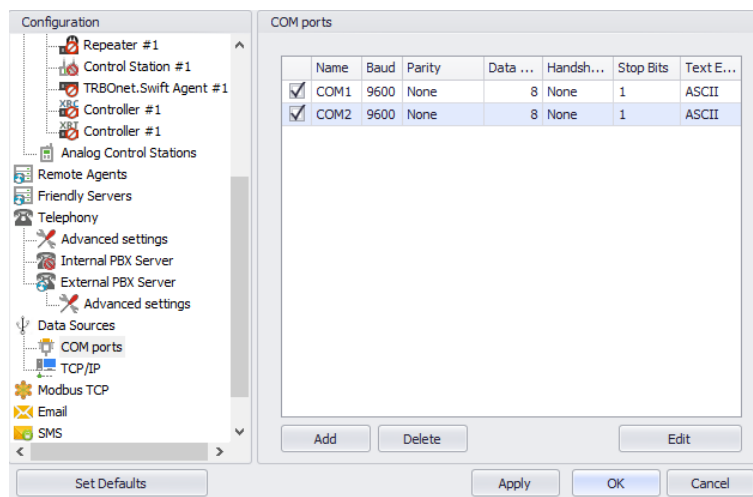 Configuration
Repeater #1
Control Station #1
TRBOnet.Swift Agent #1
XRC
Controller #1
XRT
Controller #1
Analog Control Stations
Remote Agents
Friendly Servers
Telephony
Advanced settings
Internal PBX Server
External PBX Server
Advanced settings
Data Sources
COM ports
TCP/IP
Modbus TCP
Email
SMS
Set Defaults
COM ports
Name Baud Parity Data ... Handsh... Stop Bits Text E...
COM1 9600 None 8 None 1 ASCII
COM2 9600 None 8 None 1 ASCII
Add Delete Edit
Apply OK Cancel